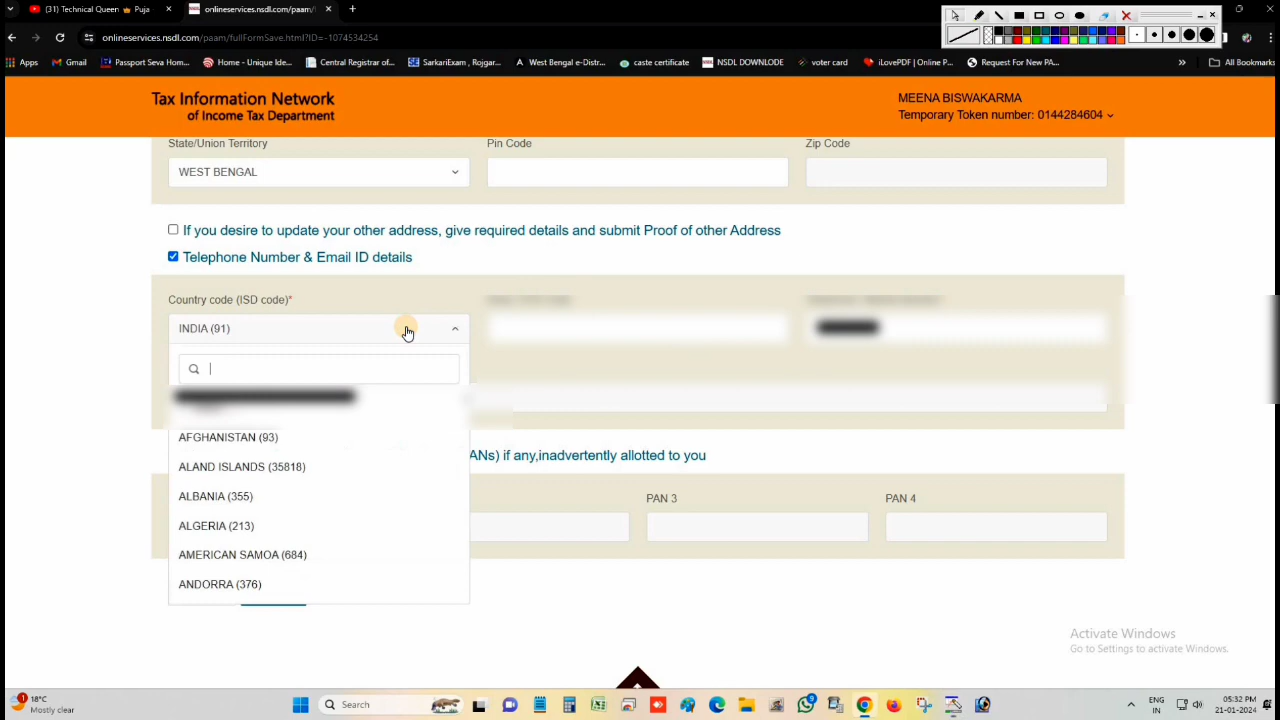 (31) Technical Queen Puja
onlineservices.nsdl.com/paam/
onlineservices.nsdl.com/paam/fullFormSave.html?ID=-107453454
Apps
Gmail
Passport Seva Hom...
Home - Unique Ide...
Central Registrar of...
SarkariExam , Rojgar...
West Bengal e-Distr...
caste certificate
NSDL DOWNLODE
voter card
iLovePDF | Online P...
Request For New PA...
All Bookmarks
Tax Information Network
of Income Tax Department
MEENA BISWAKARMA
Temporary Token number: 0144284604
State/Union Territory
Pin Code
Zip Code
WEST BENGAL
If you desire to update your other address, give required details and submit Proof of other Address
Telephone Number & Email ID details
Country code (ISD code)*
INDIA (91)
AFGHANISTAN (93)
ANs) if any,inadvertently allotted to you
ALAND ISLANDS (35818)
ALBANIA (355)
PAN 3
PAN 4
ALGERIA (213)
AMERICAN SAMOA (684)
ANDORRA (376)
Activate Windows
Go to Settings to activate Windows.
18°C
Mostly clear
Search
ENG
IN
05:32 PM
21-01-2024